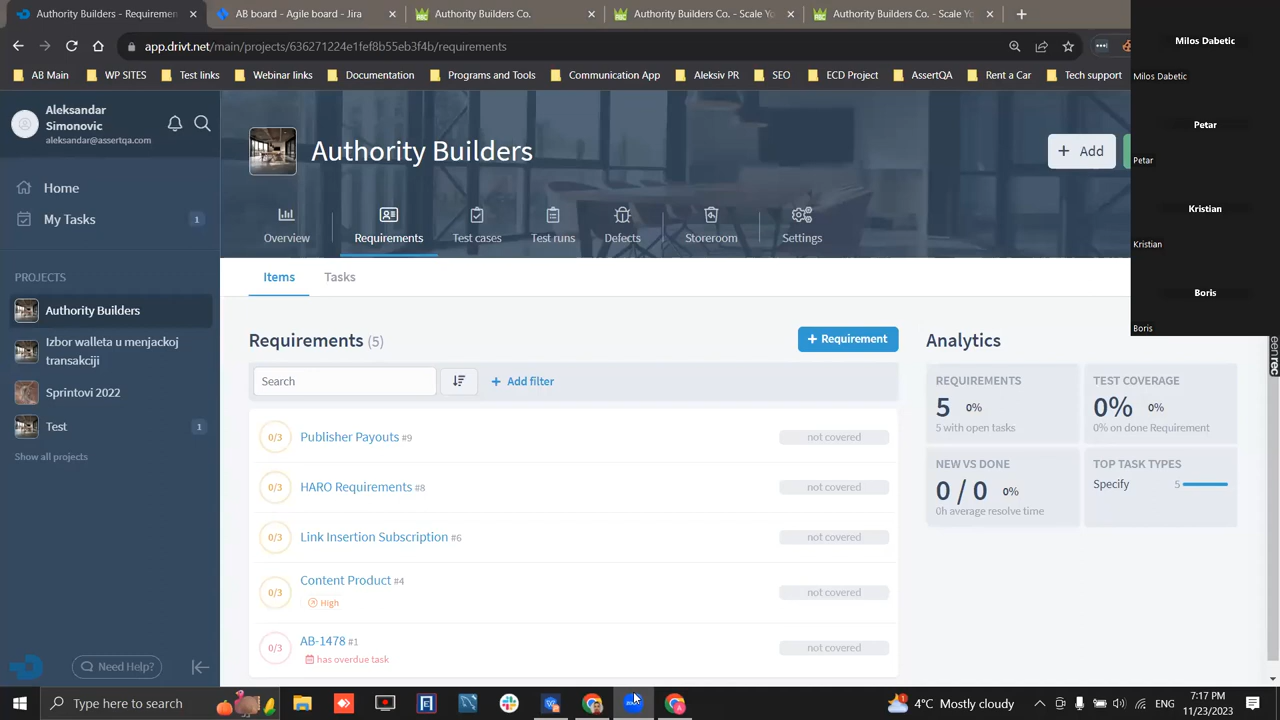 Authority Builders - Requiremen
Agency board - Jira
Authority Builders Co.
Authority Builders Co. - Scale Yo
Authority Builders Co. - Analytic
app.drivt.net/main/projects/636271224e1fef8b55eb3f4b/requirements
AB Main
WP SITES
Test links
Webinar links
Documentations
Programs and Tools
Communication App
Aleksiv PR
SEO
ECD Project
AssertQA
Rent a Car
Tech support
Milos Dabetic
Milos Dabetic
Petar
Petar
Kristian
Kristian
Boris
Boris
eenrec
Aleksandar
Simonovic
aleksandar@assertqa.com
Home
My Tasks 1
PROJECTS
Authority Builders
Izbor walleta u menjackoj
transakciji
Sprintovi 2022
Test 1
Show all projects
Need Help?
Authority Builders
+ Add
Overview
Requirements
Test cases
Test runs
Defects
Storeroom
Settings
Items
Tasks
Requirements (5)
+ Requirement
Search
+ Add filter
0/3 Publisher Payouts #9 not covered
0/3 HARO Requirements #8 not covered
0/3 Link Insertion Subscription #6 not covered
0/3 Content Product #4 not covered
High
0/3 AB-1478 #1 not covered
has overdue task
Analytics
REQUIREMENTS
5 0%
5 with open tasks
TEST COVERAGE
0% 0%
0% on done Requirement
NEW VS DONE
0 / 0 0%
0h average resolve time
TOP TASK TYPES
Specify 5
Type here to search
4°C Mostly cloudy
ENG
7:17 PM
11/23/2023